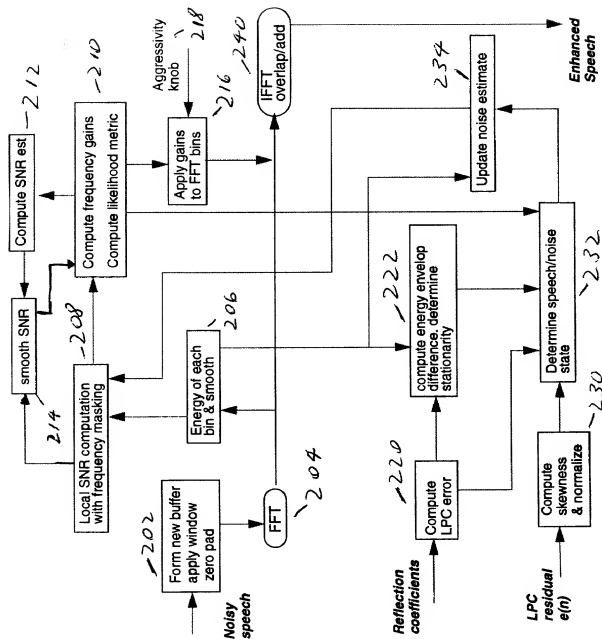 212
Compute SNR est
210
smooth SNR
214
208
Local SNR computation
with frequency masking
Compute frequency gains
Compute likelihood metric
Aggressivity
knob
218
216
Apply gains
to FFT bins
206
Energy of each
bin & smooth
240
IFFT
overlap/add
202
Form new buffer
apply window
zero pad
Noisy
speech
FFT
204
234
Update noise estimate
Enhanced
Speech
222
compute energy envelop
difference, determine
stationarity
220
Compute
LPC error
Reflection
coefficients
232
Determine speech/noise
state
230
Compute
skewness
& normalize
LPC
residual
e(n)